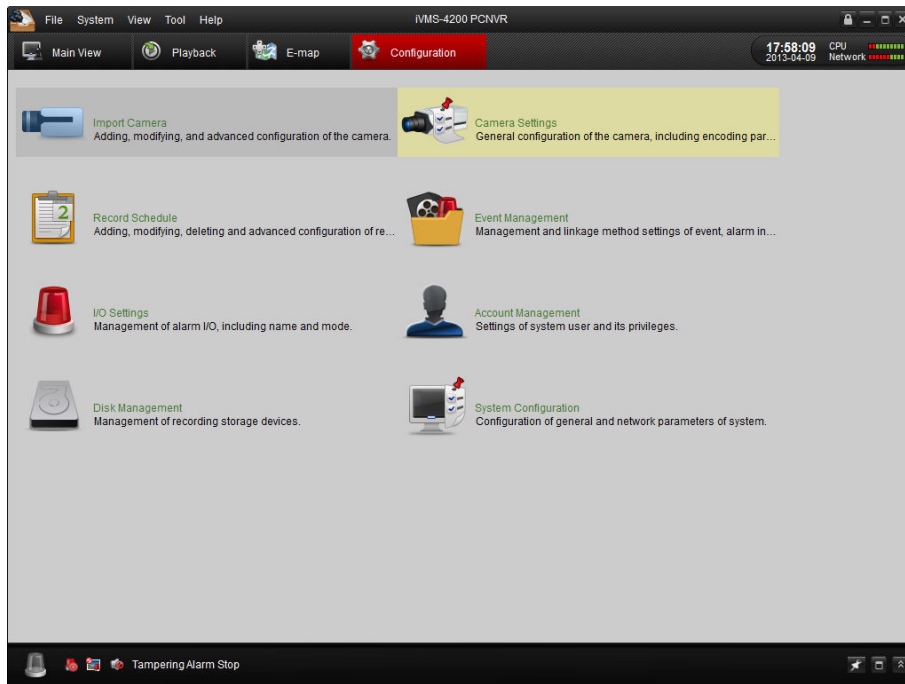 File System View Tool Help iVMS-4200 PCNVR
Main View Playback E-map Configuration 17:58:09 CPU
2013-04-09 Network
Import Camera
Adding, modifying, and advanced configuration of the camera.
Camera Settings
General configuration of the camera, including encoding par...
Record Schedule
Adding, modifying, deleting and advanced configuration of re...
Event Management
Management and linkage method settings of event, alarm in...
I/O Settings
Management of alarm I/O, including name and mode.
Account Management
Settings of system user and its privileges.
Disk Management
Management of recording storage devices.
System Configuration
Configuration of general and network parameters of system.
Tampering Alarm Stop